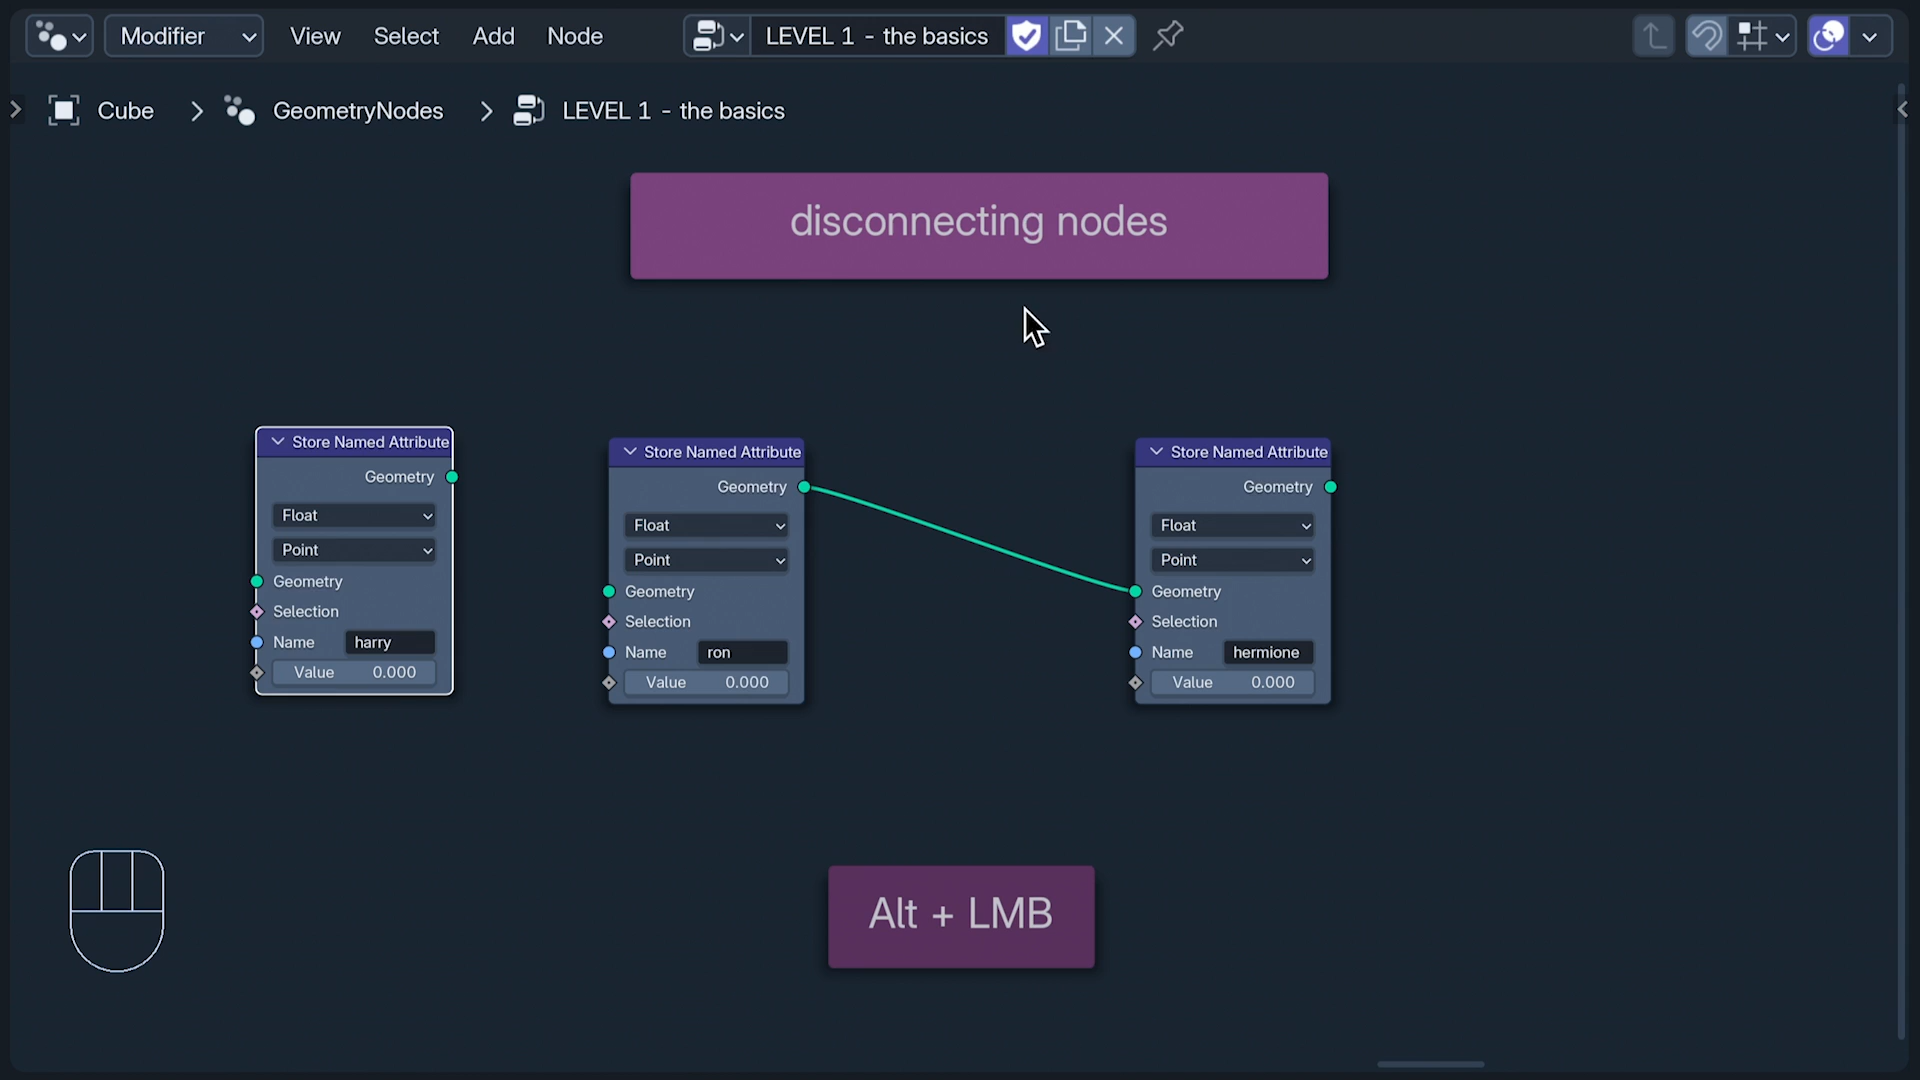 Modifier View Select Add Node LEVEL 1 - the basics
Cube GeometryNodes LEVEL 1 - the basics
disconnecting nodes
Store Named Attribute
Geometry
Float
Point
Geometry
Selection
Name harry
Value 0.000
Store Named Attribute
Geometry
Float
Point
Geometry
Selection
Name ron
Value 0.000
Store Named Attribute
Geometry
Float
Point
Geometry
Selection
Name hermione
Value 0.000
Alt + LMB